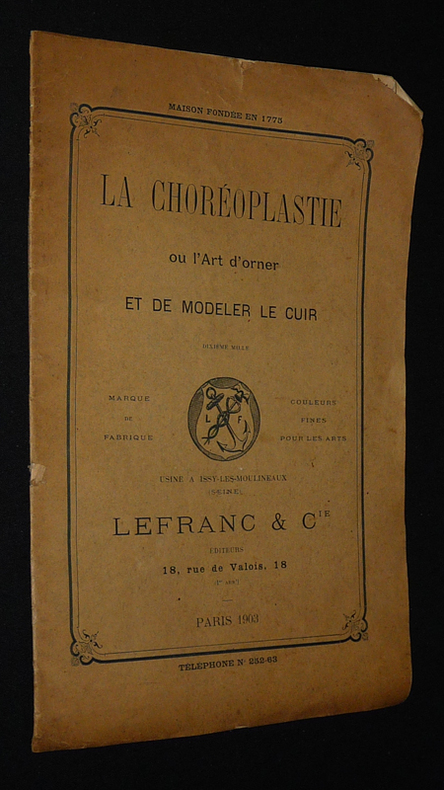 MAISON FONDÉE EN 1775
LA CHORÉOPLASTIE
ou l'Art d'orner
ET DE MODELER LE CUIR
DIXIÈME MILLE
MARQUE
DE
FABRIQUE
L F
COULEURS
FINES
POUR LES ARTS
USINE A ISSY-LES-MOULINEAUX
(SEINE)
LEFRANC & CIE
ÉDITEURS
18, rue de Valois, 18
PARIS 1903
TÉLÉPHONE N° 252-63